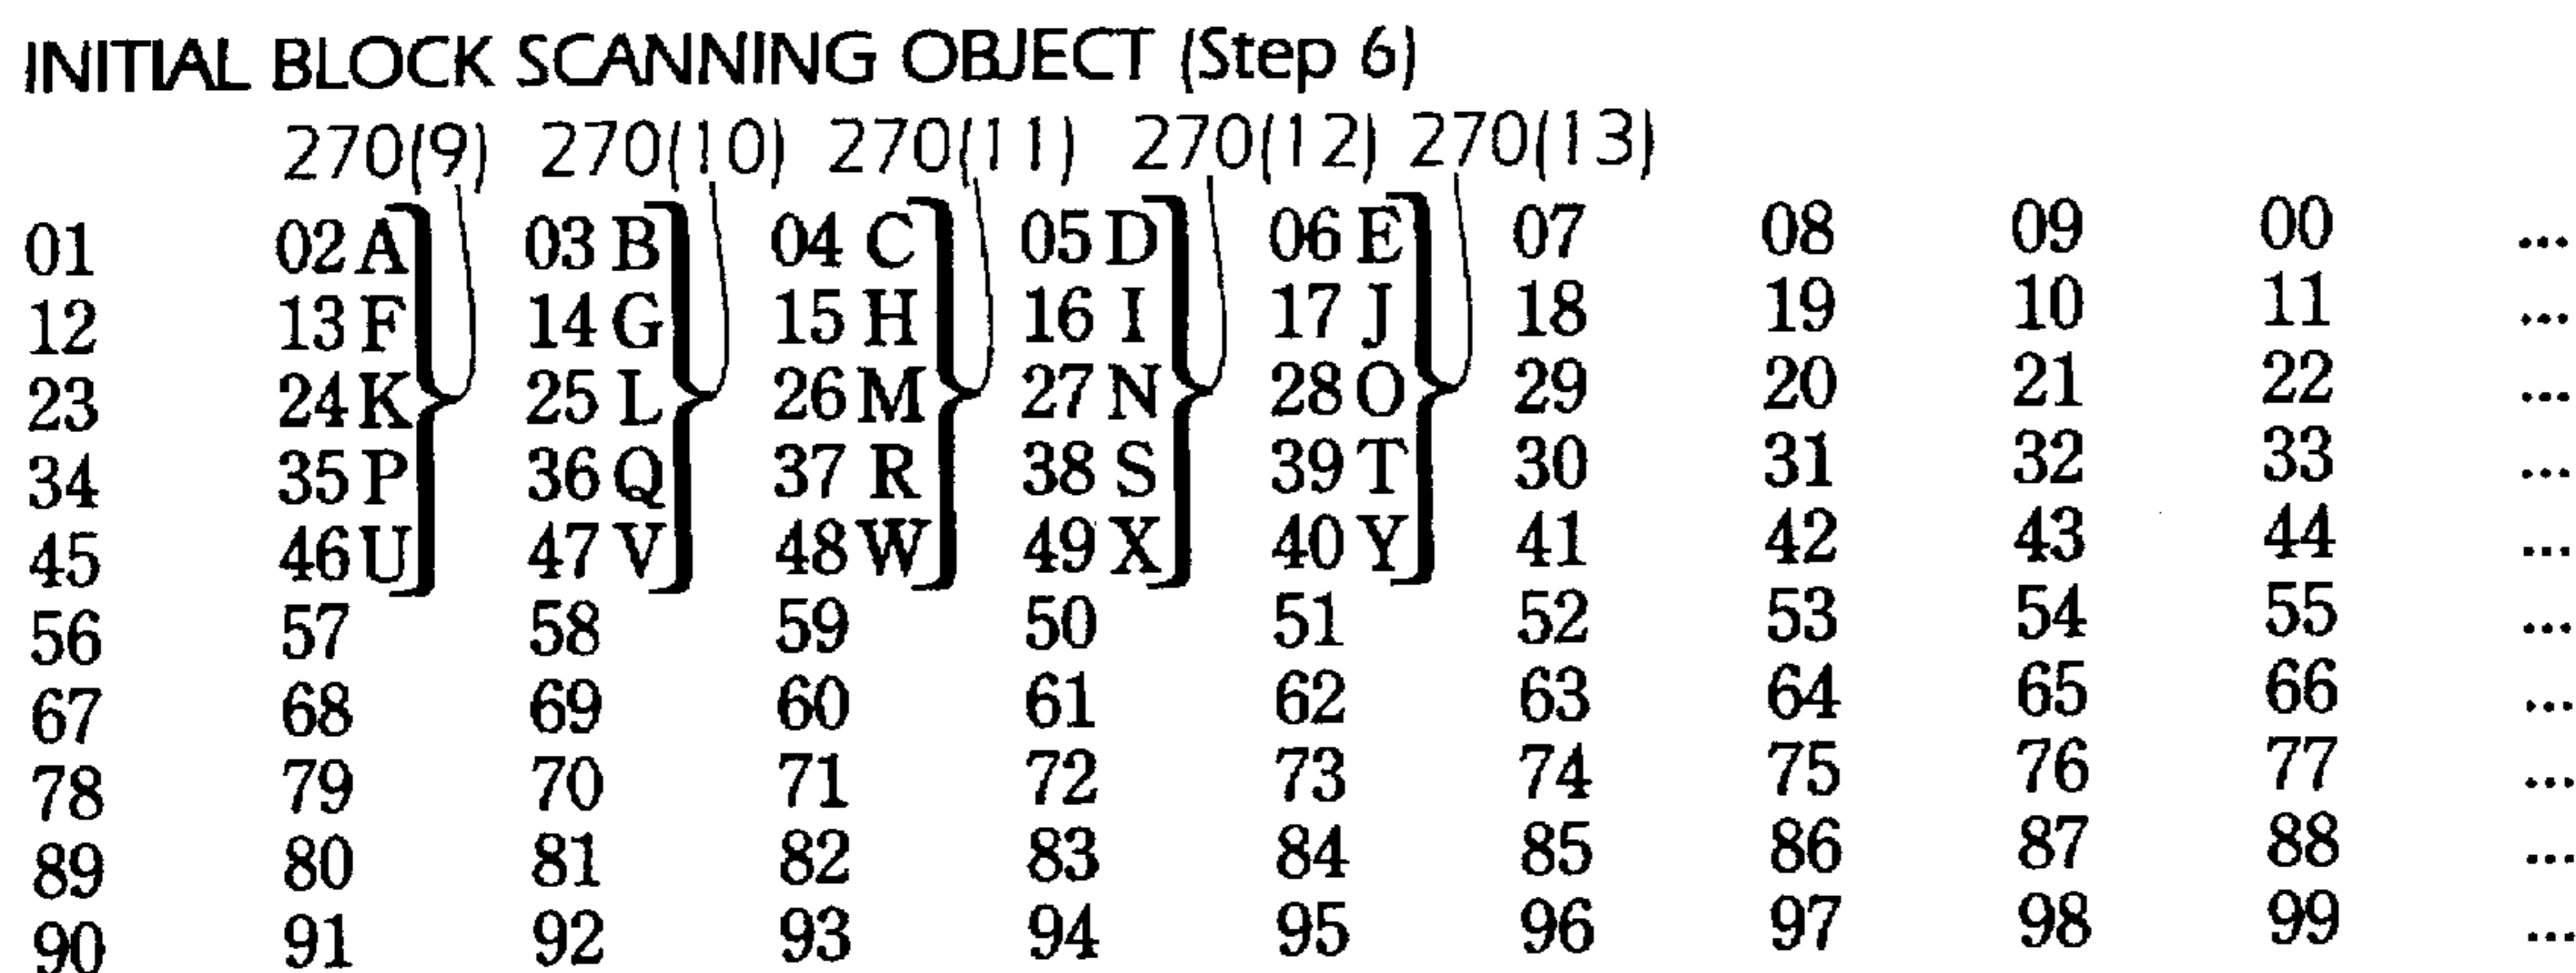 INITIAL BLOCK SCANNING OBJECT (Step 6)
270(9) 270(10) 270(11) 270(12) 270(13)
01 02 A 03 B 04 C 05 D 06 E 07 08 09 00 ...
12 13 F 14 G 15 H 16 I 17 J 18 19 10 11 ...
23 24 K 25 L 26 M 27 N 28 O 29 20 21 22 ...
34 35 P 36 Q 37 R 38 S 39 T 30 31 32 33 ...
45 46 U 47 V 48 W 49 X 40 Y 41 42 43 44 ...
56 57 58 59 50 51 52 53 54 55 ...
67 68 69 60 61 62 63 64 65 66 ...
78 79 70 71 72 73 74 75 76 77 ...
89 80 81 82 83 84 85 86 87 88 ...
90 91 92 93 94 95 96 97 98 99 ...